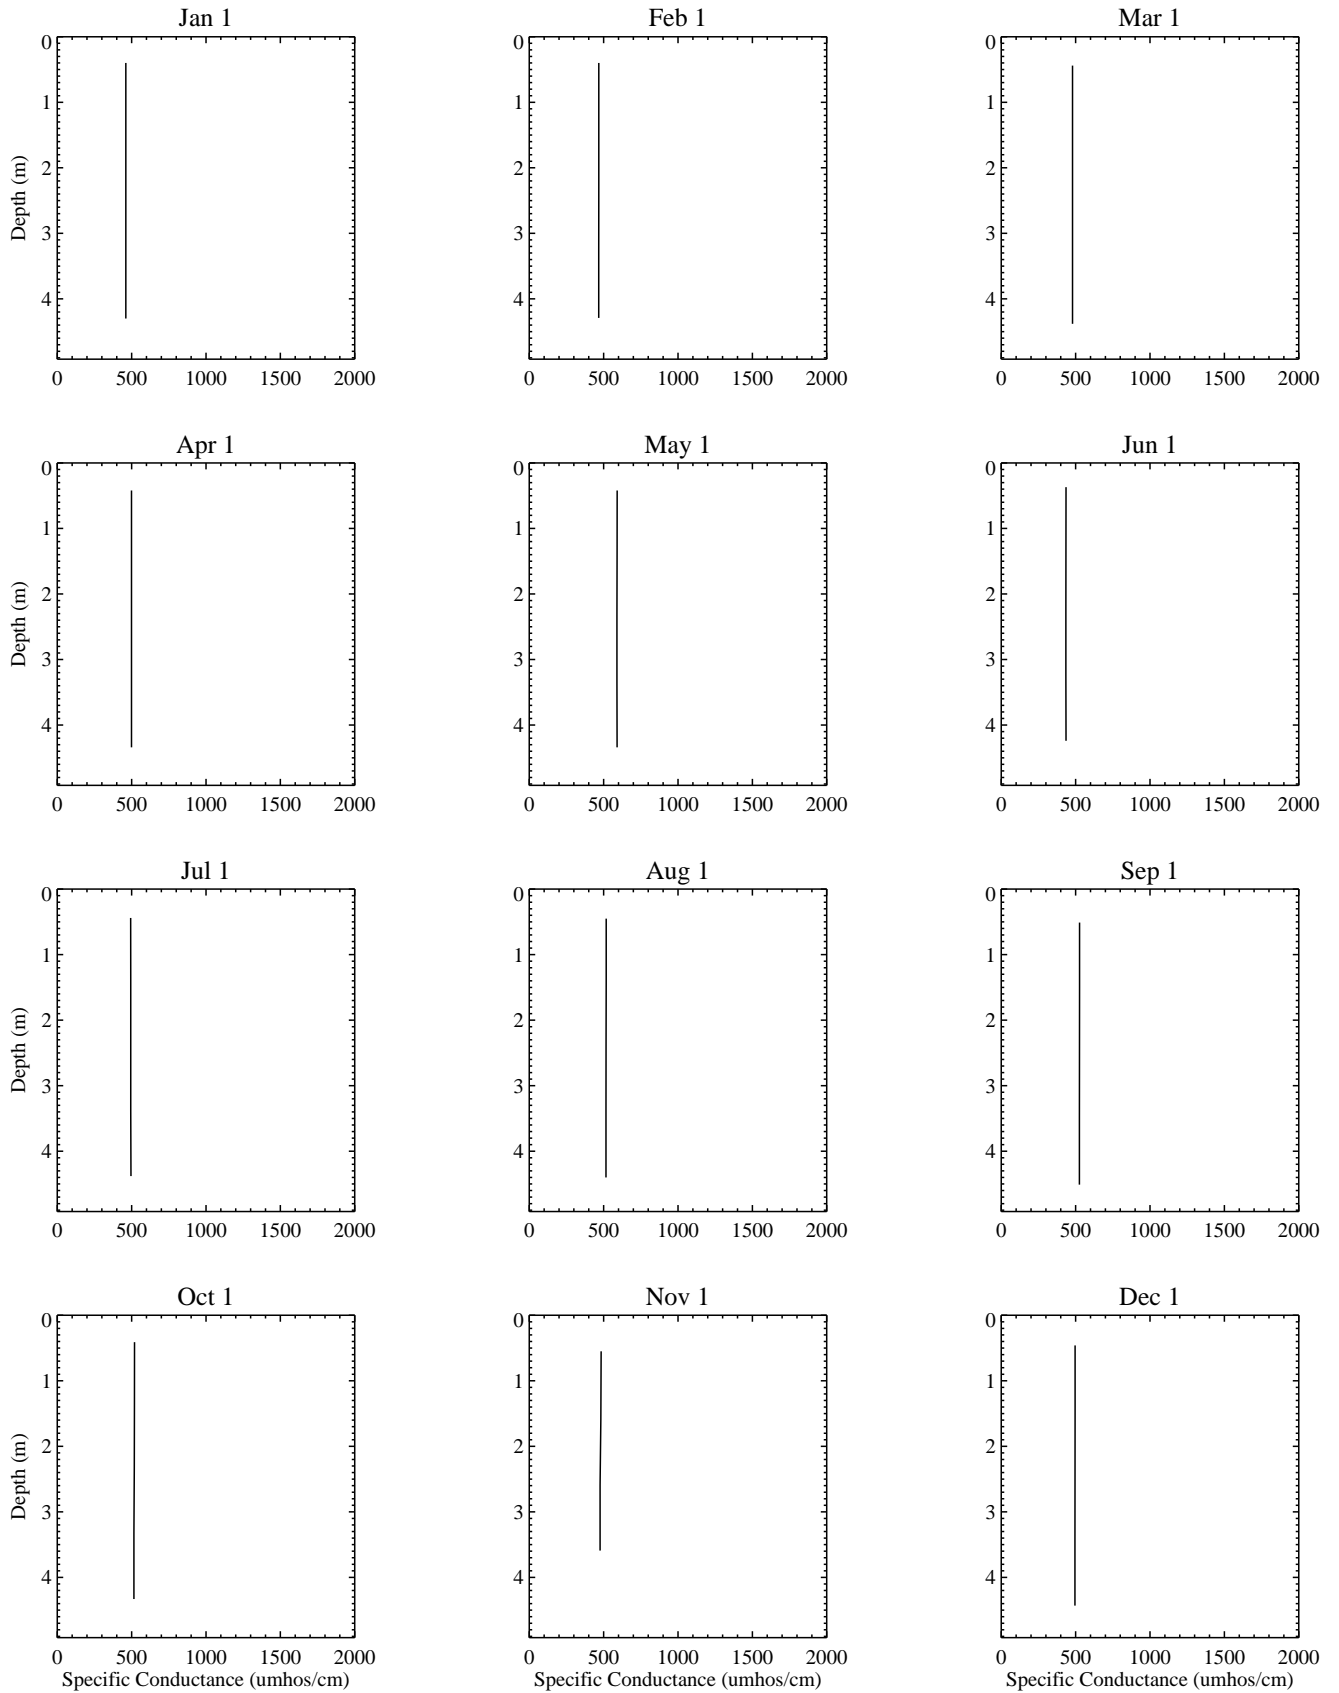 Jan 1 Feb 1 Mar 1
0 0 0
1 1 1
2 2 2
3 3 3
4 4 4
Depth (m)
0 500 1000 1500 2000 0 500 1000 1500 2000 0 500 1000 1500 2000
Apr 1 May 1 Jun 1
0 0 0
1 1 1
2 2 2
3 3 3
4 4 4
Depth (m)
0 500 1000 1500 2000 0 500 1000 1500 2000 0 500 1000 1500 2000
Jul 1 Aug 1 Sep 1
0 0 0
1 1 1
2 2 2
3 3 3
4 4 4
Depth (m)
0 500 1000 1500 2000 0 500 1000 1500 2000 0 500 1000 1500 2000
Oct 1 Nov 1 Dec 1
0 0 0
1 1 1
2 2 2
3 3 3
4 4 4
Depth (m)
0 500 1000 1500 2000 0 500 1000 1500 2000 0 500 1000 1500 2000
Specific Conductance (umhos/cm) Specific Conductance (umhos/cm) Specific Conductance (umhos/cm)